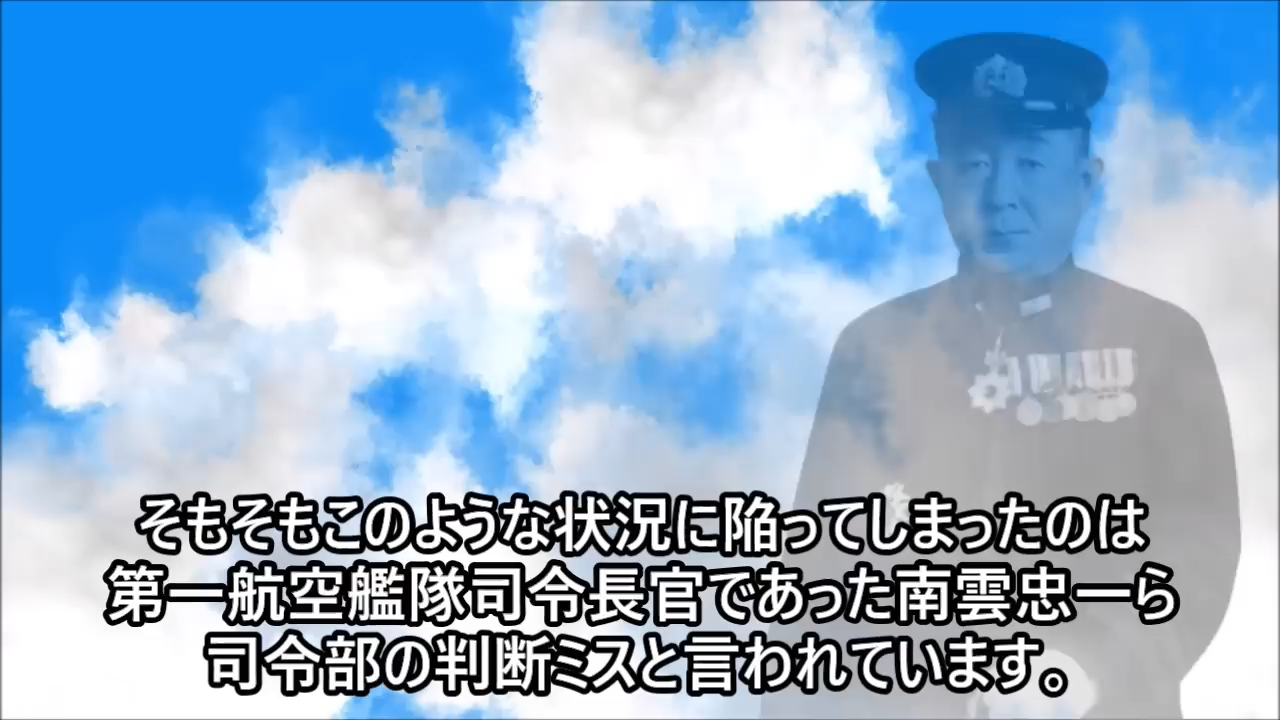 そもそもこのような状況に陥ってしまったのは
第一航空艦隊司令長官であった南雲忠一ら
司令部の判断ミスと言われています。